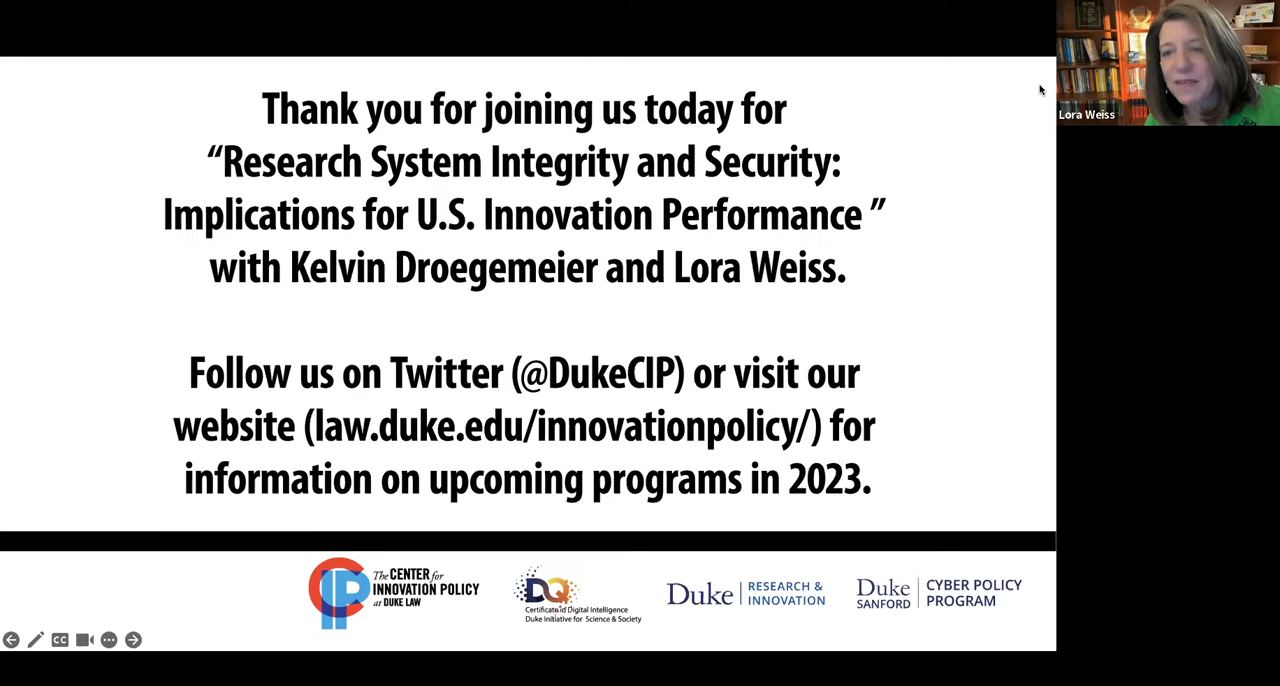 Thank you for joining us today for
“Research System Integrity and Security:
Implications for U.S. Innovation Performance ”
with Kelvin Droegemeier and Lora Weiss.
Follow us on Twitter (@DukeCIP) or visit our
website (law.duke.edu/innovationpolicy/) for
information on upcoming programs in 2023.
Lora Weiss
CIP
The CENTER for
INNOVATION POLICY
at DUKE LAW
DQ
Certificate in Digital Intelligence
Duke Initiative for Science & Society
Duke
RESEARCH &
INNOVATION
Duke
SANFORD
CYBER POLICY
PROGRAM
CC